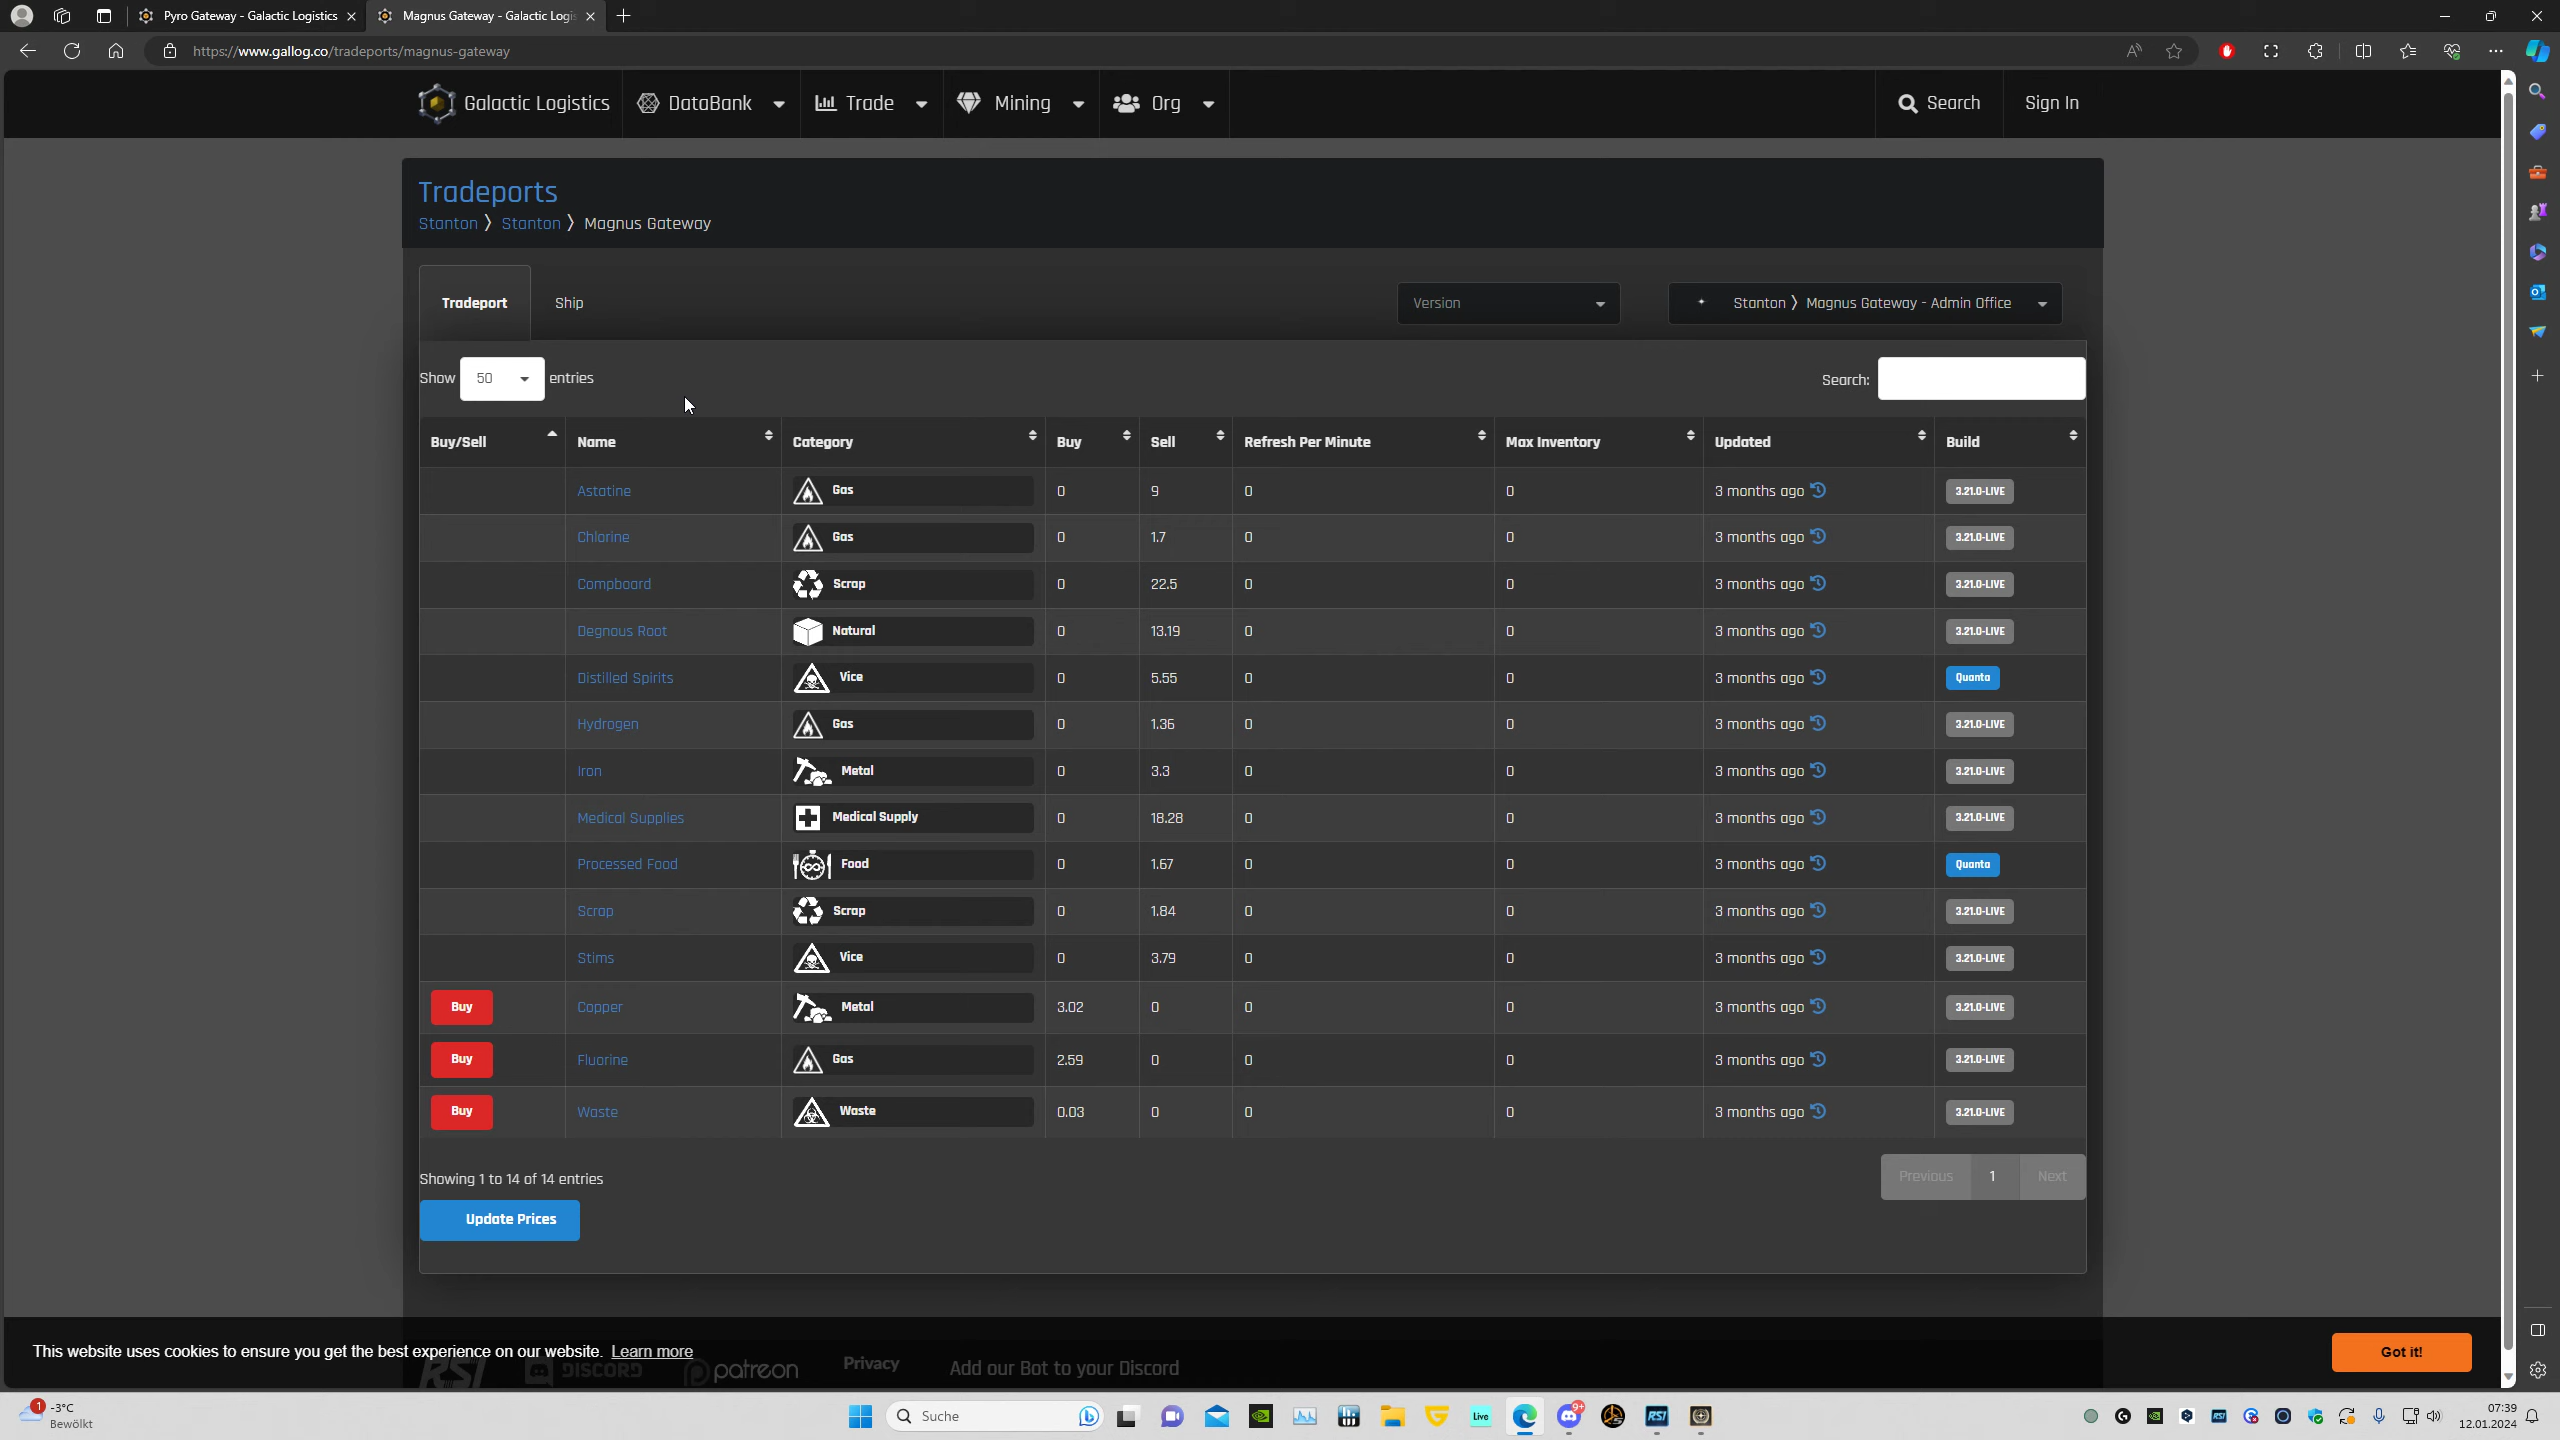 Pyro Gateway - Galactic Logistics
Magnus Gateway - Galactic Logis
https://www.gallog.co/tradeports/magnus-gateway
Galactic Logistics DataBank Trade Mining Org Search Sign In
Tradeports
Stanton 〉 Stanton 〉 Magnus Gateway
Tradeport Ship Version Stanton 〉 Magnus Gateway - Admin Office
Show 50 entries Search:
Buy/Sell Name Category Buy Sell Refresh Per Minute Max Inventory Updated Build
Astatine Gas 0 9 0 0 3 months ago 3.21.0-LIVE
Chlorine Gas 0 1.7 0 0 3 months ago 3.21.0-LIVE
Compboard Scrap 0 22.5 0 0 3 months ago 3.21.0-LIVE
Degnous Root Natural 0 13.19 0 0 3 months ago 3.21.0-LIVE
Distilled Spirits Vice 0 5.55 0 0 3 months ago Quanta
Hydrogen Gas 0 1.36 0 0 3 months ago 3.21.0-LIVE
Iron Metal 0 3.3 0 0 3 months ago 3.21.0-LIVE
Medical Supplies Medical Supply 0 18.28 0 0 3 months ago 3.21.0-LIVE
Processed Food Food 0 1.67 0 0 3 months ago Quanta
Scrap Scrap 0 1.84 0 0 3 months ago 3.21.0-LIVE
Stims Vice 0 3.79 0 0 3 months ago 3.21.0-LIVE
Buy Copper Metal 3.02 0 0 0 3 months ago 3.21.0-LIVE
Buy Fluorine Gas 2.59 0 0 0 3 months ago 3.21.0-LIVE
Buy Waste Waste 0.03 0 0 0 3 months ago 3.21.0-LIVE
Showing 1 to 14 of 14 entries Previous 1 Next
Update Prices
This website uses cookies to ensure you get the best experience on our website. Learn more Got it!
RSI DISCORD patreon Privacy Add our Bot to your Discord
1 -3°C
Bewölkt
Suche
Live
9+
RSI
07:39
12.01.2024